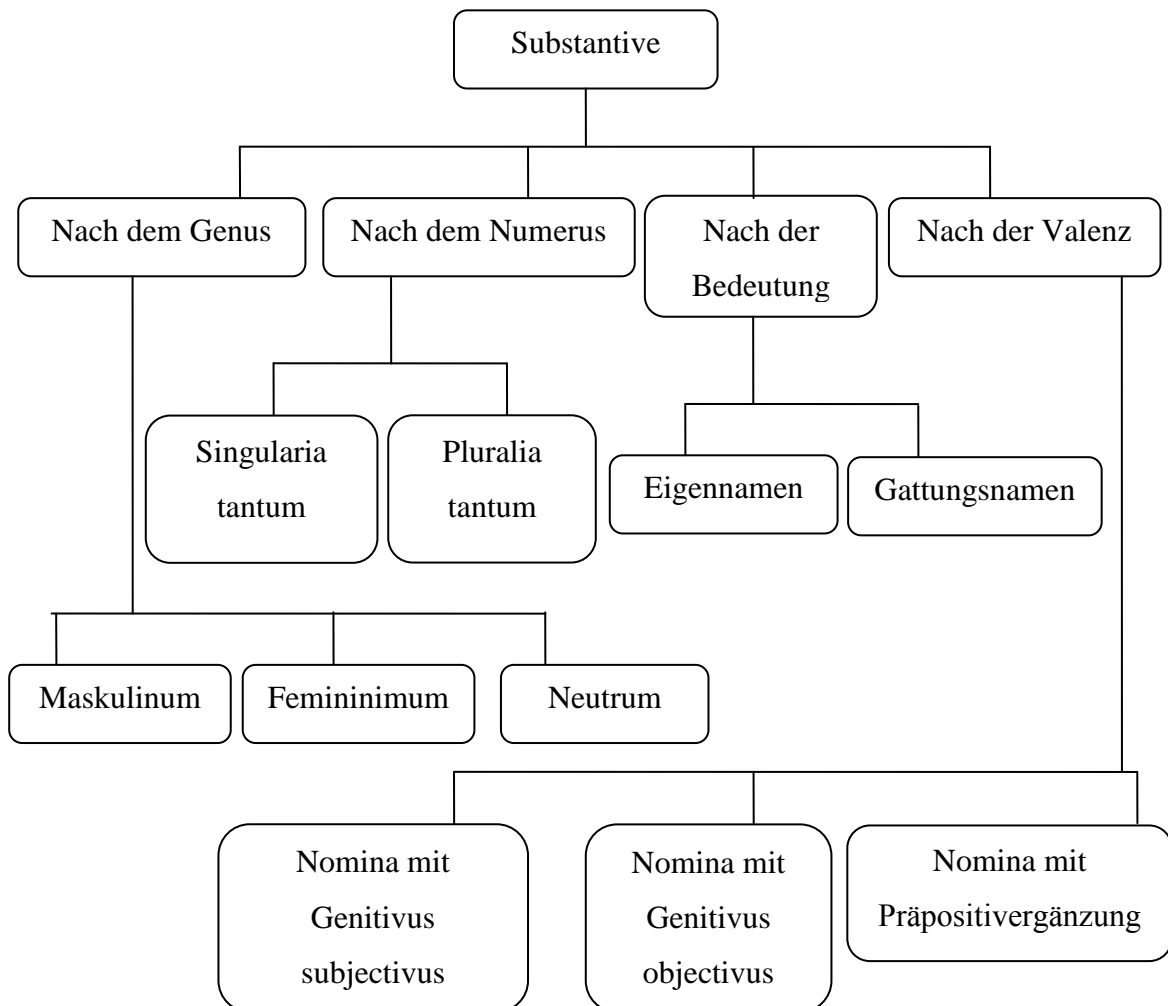 Substantive
Nach dem Genus
Nach dem Numerus
Nach der
Bedeutung
Nach der Valenz
Singularia
tantum
Pluralia
tantum
Eigennamen
Gattungsnamen
Maskulinum
Femininimum
Neutrum
Nomina mit
Genitivus
subjectivus
Nomina mit
Genitivus
objectivus
Nomina mit
Präpositivergänzung